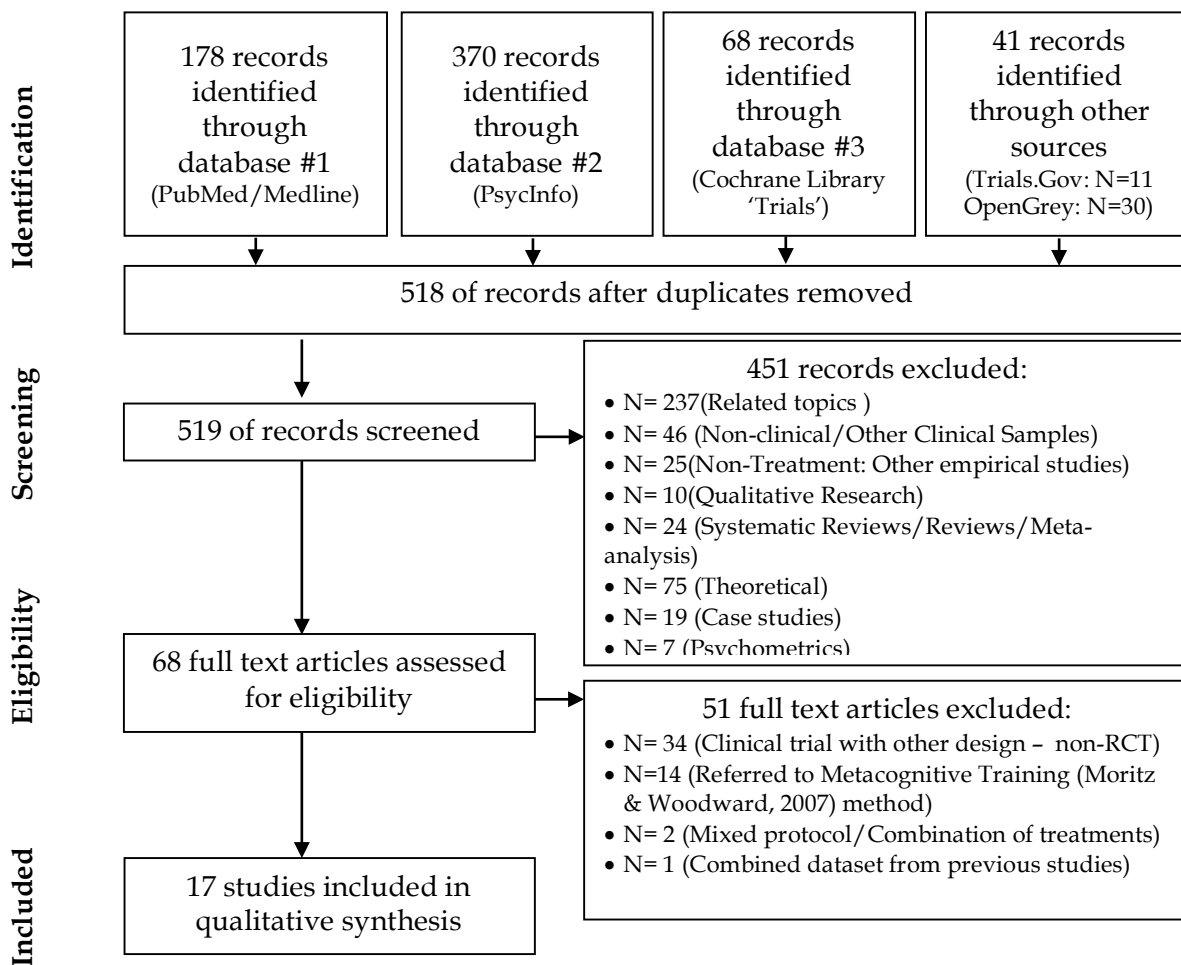 Identification
178 records
identified
through
database #1
(PubMed/Medline)
370 records
identified
through
database #2
(PsycInfo)
68 records
identified
through
database #3
(Cochrane Library
‘Trials’)
41 records
identified
through other
sources
(Trials.Gov: N=11
OpenGrey: N=30)
518 of records after duplicates removed
Screening
519 of records screened
451 records excluded:
• N= 237(Related topics )
• N= 46 (Non-clinical/Other Clinical Samples)
• N= 25(Non-Treatment: Other empirical studies)
• N= 10(Qualitative Research)
• N= 24 (Systematic Reviews/Reviews/Meta-
analysis)
• N= 75 (Theoretical)
• N= 19 (Case studies)
• N= 7 (Psychometrics)
Eligibility
68 full text articles assessed
for eligibility
51 full text articles excluded:
• N= 34 (Clinical trial with other design – non-RCT)
• N=14 (Referred to Metacognitive Training (Moritz
& Woodward, 2007) method)
• N= 2 (Mixed protocol/Combination of treatments)
• N= 1 (Combined dataset from previous studies)
Included
17 studies included in
qualitative synthesis